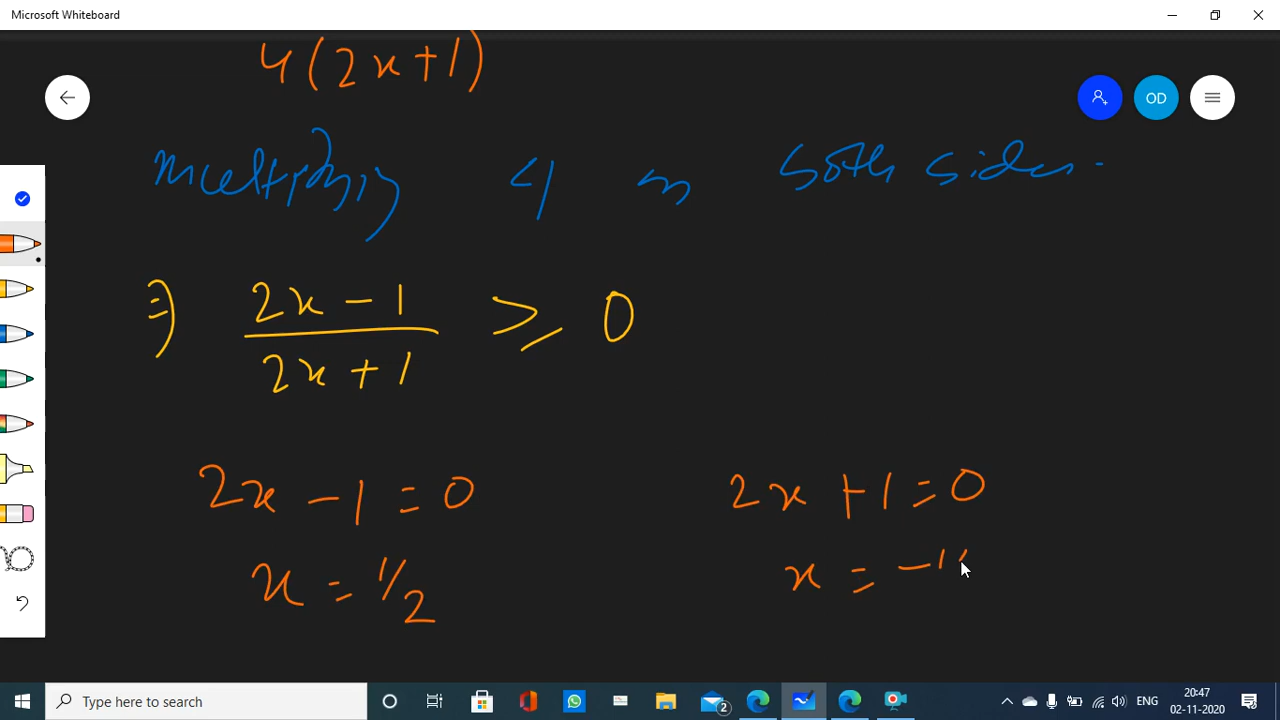 Microsoft Whiteboard
4(2x+1)
OD
multiplying 4 on both sides.
⇒ 2x-1
2x+1
≥ 0
2x-1=0 2x+1=0
x = 1/2 x = -1
Type here to search
2
ENG
20:47
02-11-2020